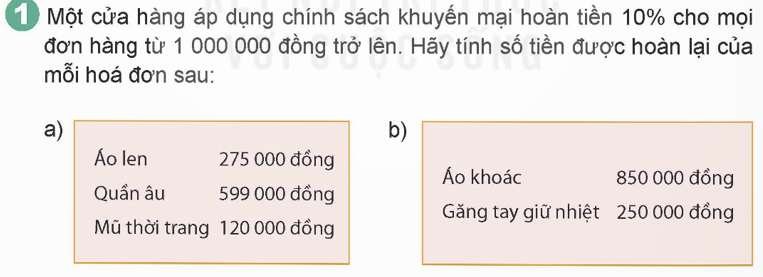 1 Một cửa hàng áp dụng chính sách khuyến mại hoàn tiền 10% cho mọi
đơn hàng từ 1 000 000 đồng trở lên. Hãy tính số tiền được hoàn lại của
mỗi hoá đơn sau:
a)
Áo len 275 000 đồng
Quần âu 599 000 đồng
Mũ thời trang 120 000 đồng
b)
Áo khoác 850 000 đồng
Găng tay giữ nhiệt 250 000 đồng